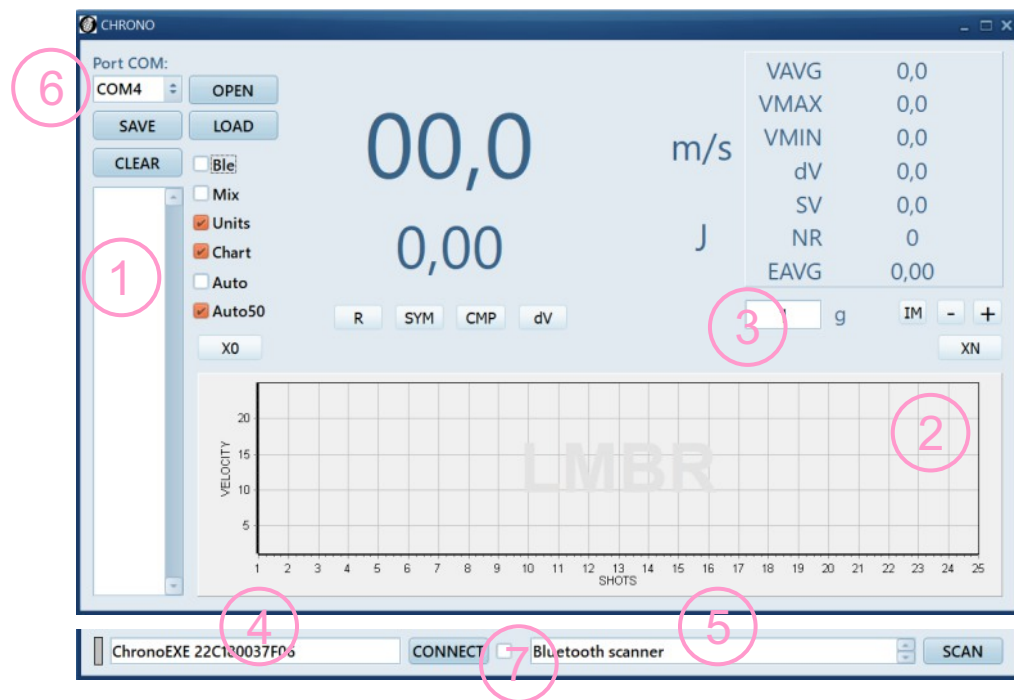 CHRONO
Port COM:
COM4 OPEN
SAVE LOAD
CLEAR
Ble
Mix
Units
Chart
Auto
Auto50
X0
00,0 m/s
0,00 J
R SYM CMP dV
VAVG 0,0
VMAX 0,0
VMIN 0,0
dV 0,0
SV 0,0
NR 0
EAVG 0,00
g IM - +
XN
6
1
3
2
LMBR
VELOCITY
20
15
10
5
1 2 3 4 5 6 7 8 9 10 11 12 13 14 15 16 17 18 19 20 21 22 23 24 25
SHOTS
4
5
ChronoEXE CONNECT Bluetooth scanner SCAN
7